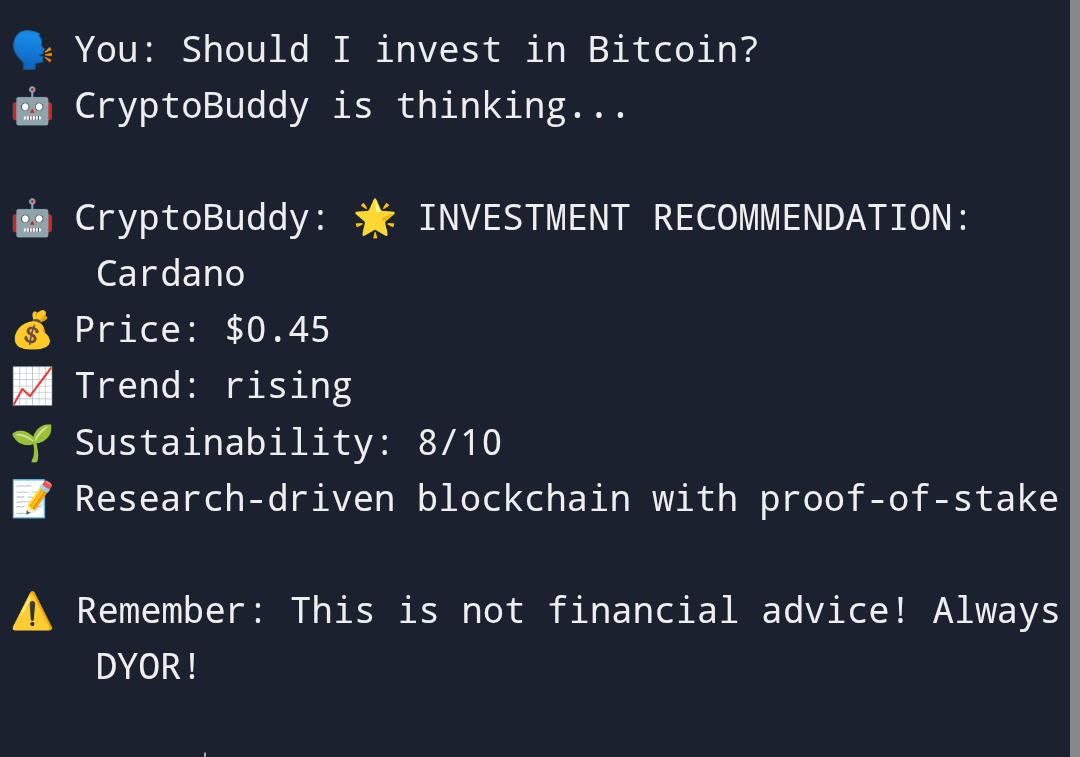 🗣️ You: Should I invest in Bitcoin?
🤖 CryptoBuddy is thinking...
🤖 CryptoBuddy: 🌟 INVESTMENT RECOMMENDATION:
Cardano
💰 Price: $0.45
📈 Trend: rising
🌱 Sustainability: 8/10
📝 Research-driven blockchain with proof-of-stake
⚠️ Remember: This is not financial advice! Always
DYOR!